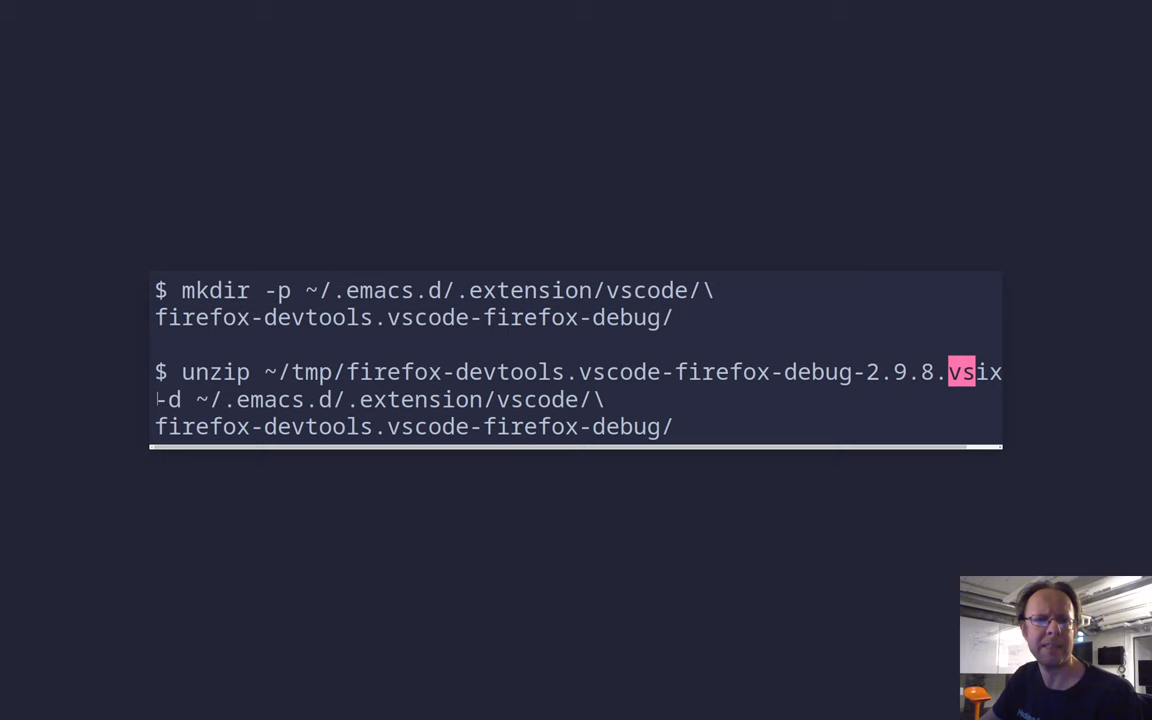 $ mkdir -p ~/.emacs.d/.extension/vscode/\
firefox-devtools.vscode-firefox-debug/
$ unzip ~/tmp/firefox-devtools.vscode-firefox-debug-2.9.8.vsix
-d ~/.emacs.d/.extension/vscode/\
firefox-devtools.vscode-firefox-debug/